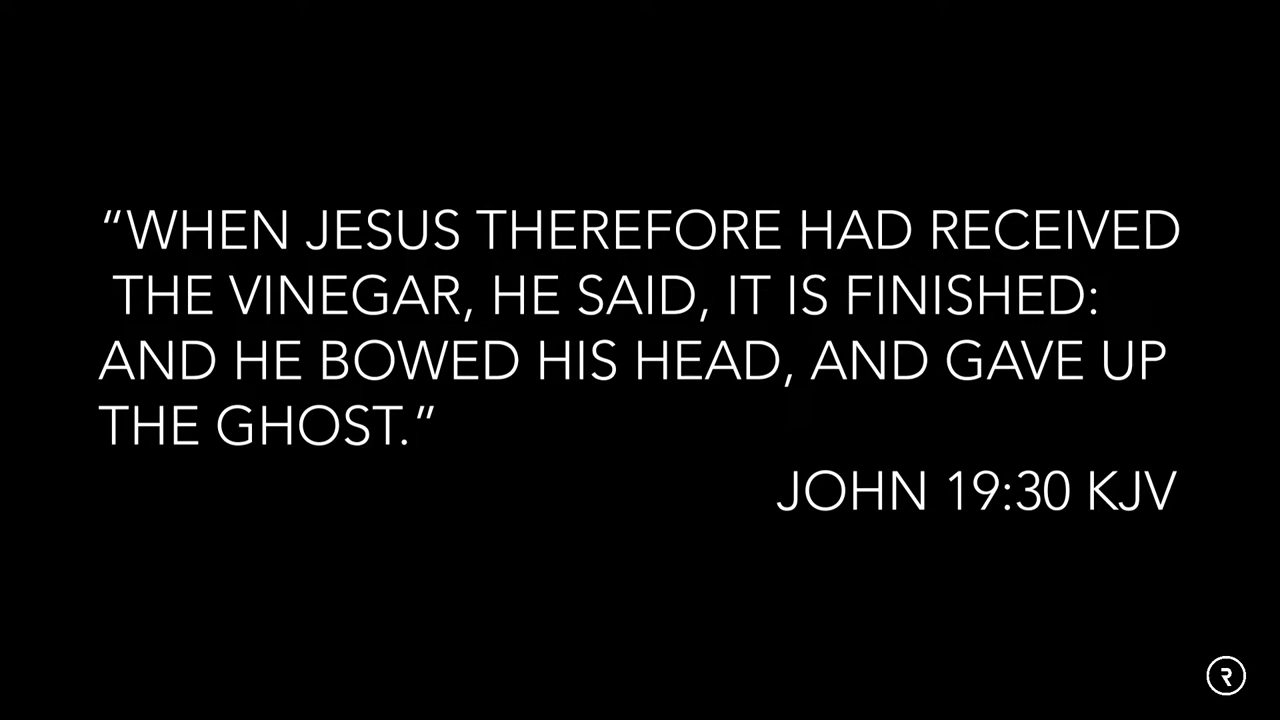 “WHEN JESUS THEREFORE HAD RECEIVED
THE VINEGAR, HE SAID, IT IS FINISHED:
AND HE BOWED HIS HEAD, AND GAVE UP
THE GHOST.”
JOHN 19:30 KJV
R